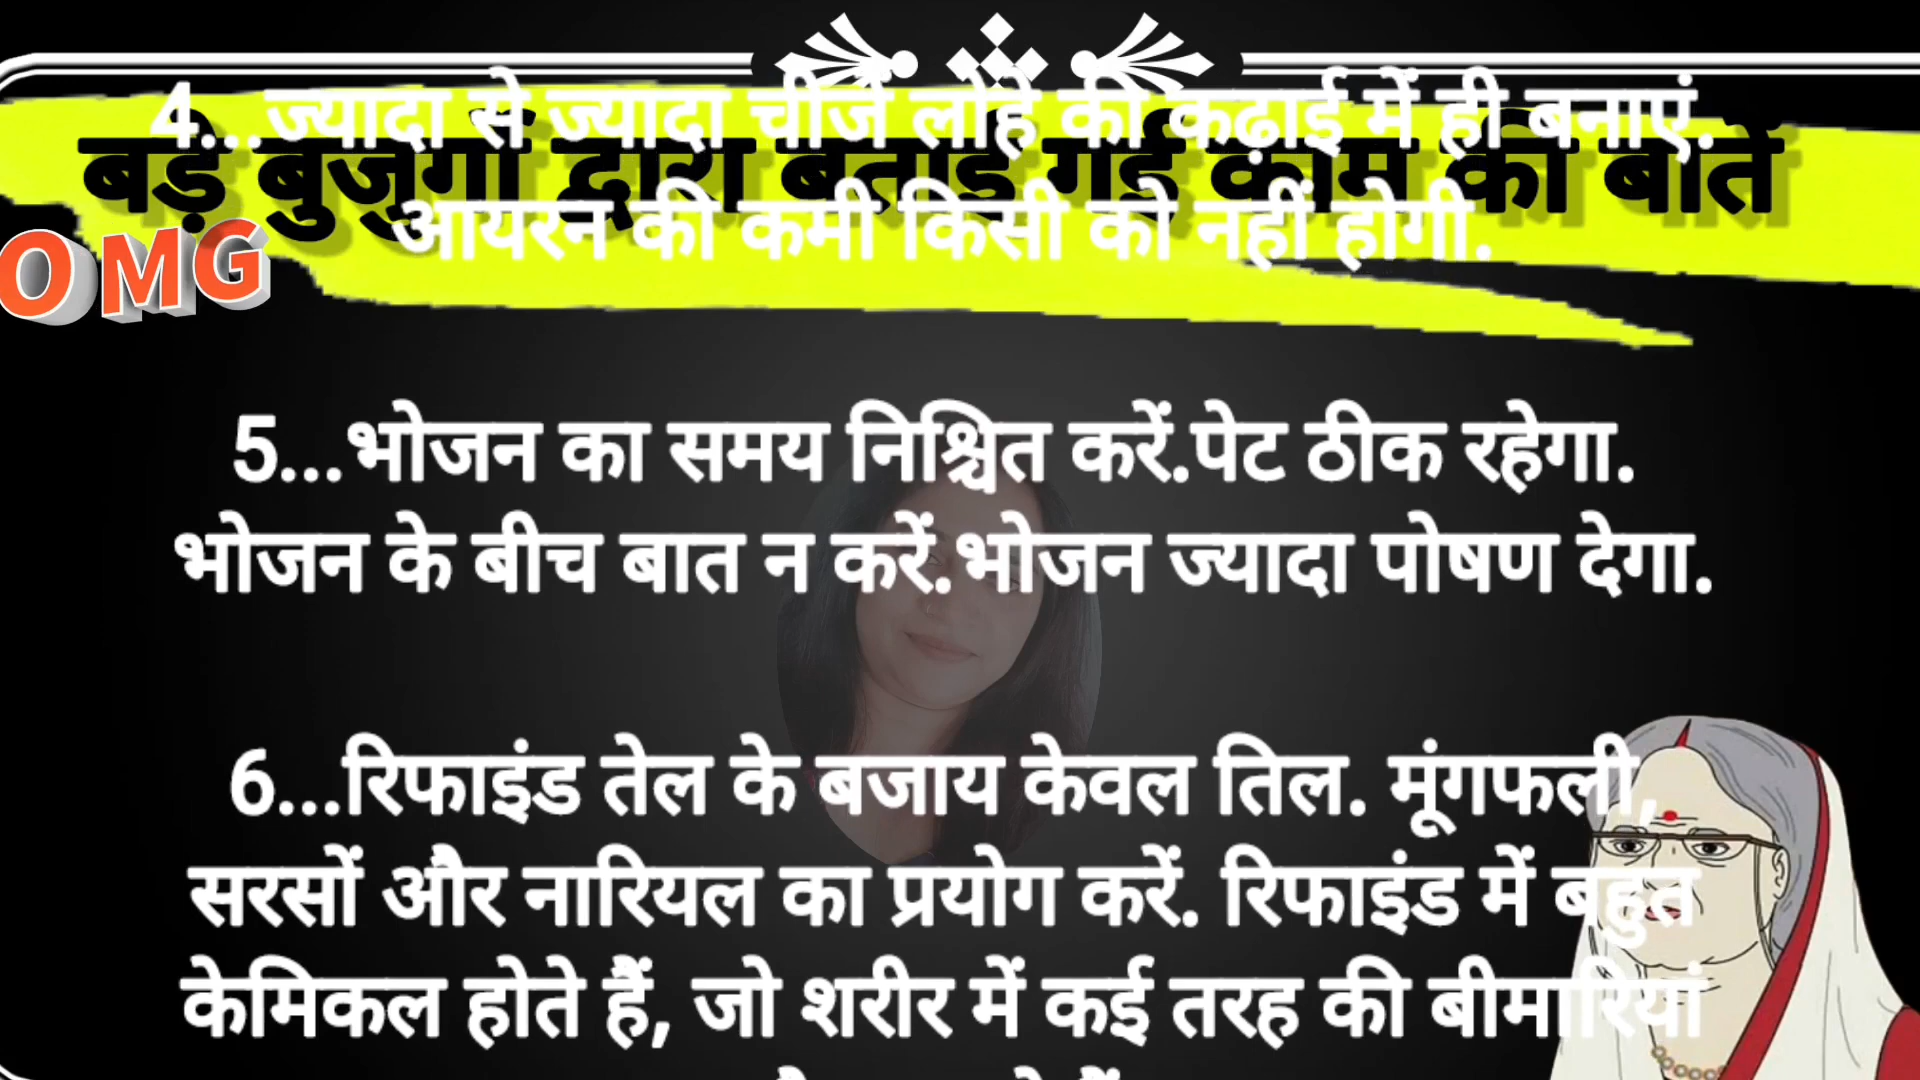 4...ज्यादा से ज्यादा चीजें लोहे की कढ़ाई में ही बनाएं.
बड़े बुजुर्गों द्वारा बताई गई काम की बातें
आयरन की कमी किसी को नहीं होगी.
OMG
5...भोजन का समय निश्चित करें.पेट ठीक रहेगा.
भोजन के बीच बात न करें.भोजन ज्यादा पोषण देगा.
6...रिफाइंड तेल के बजाय केवल तिल. मूंगफली,
सरसों और नारियल का प्रयोग करें. रिफाइंड में बहुत
केमिकल होते हैं, जो शरीर में कई तरह की बीमारियां